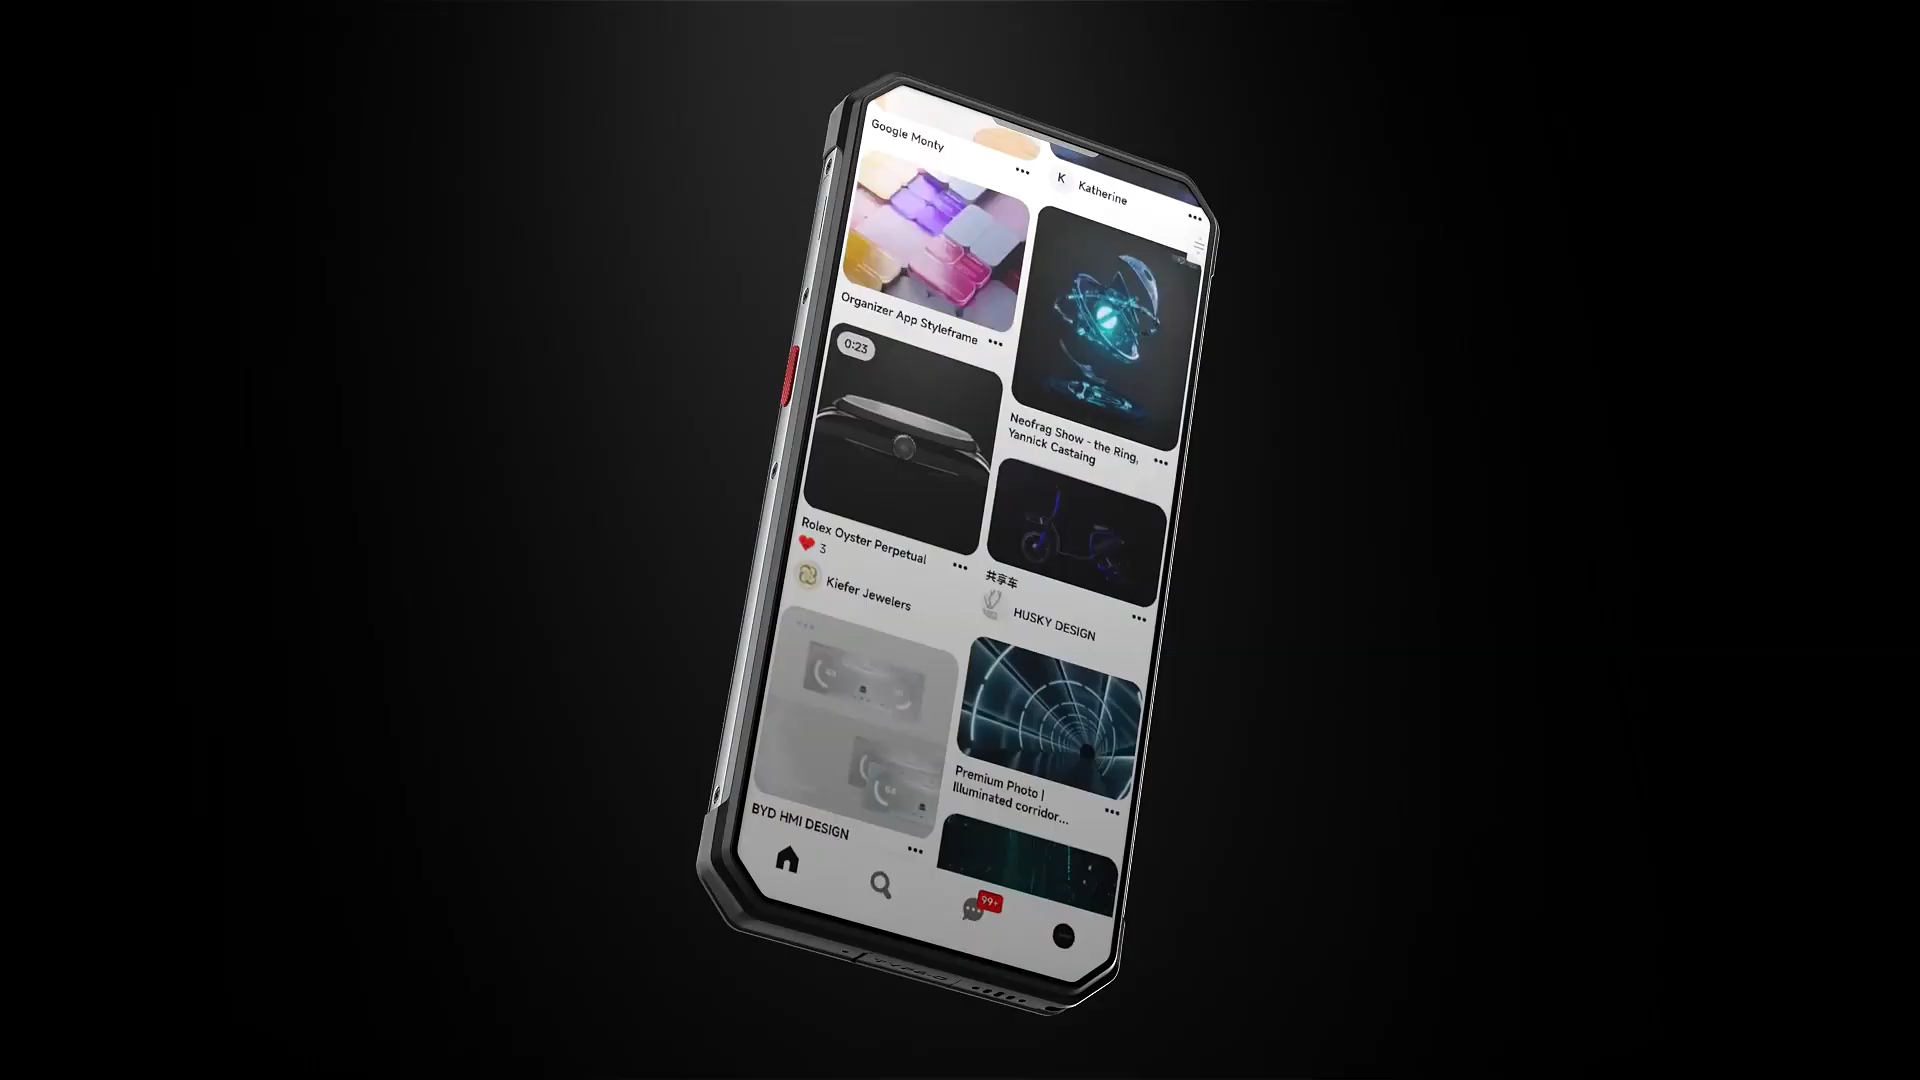 Google Monty
K Katherine
Organizer App Styleframe
0:23
Neofrag Show - the Ring,
Yannick Castaing
Rolex Oyster Perpetual
3
Kiefer Jewelers
共享车
HUSKY DESIGN
Premium Photo |
Illuminated corridor...
BYD HMI DESIGN
99+